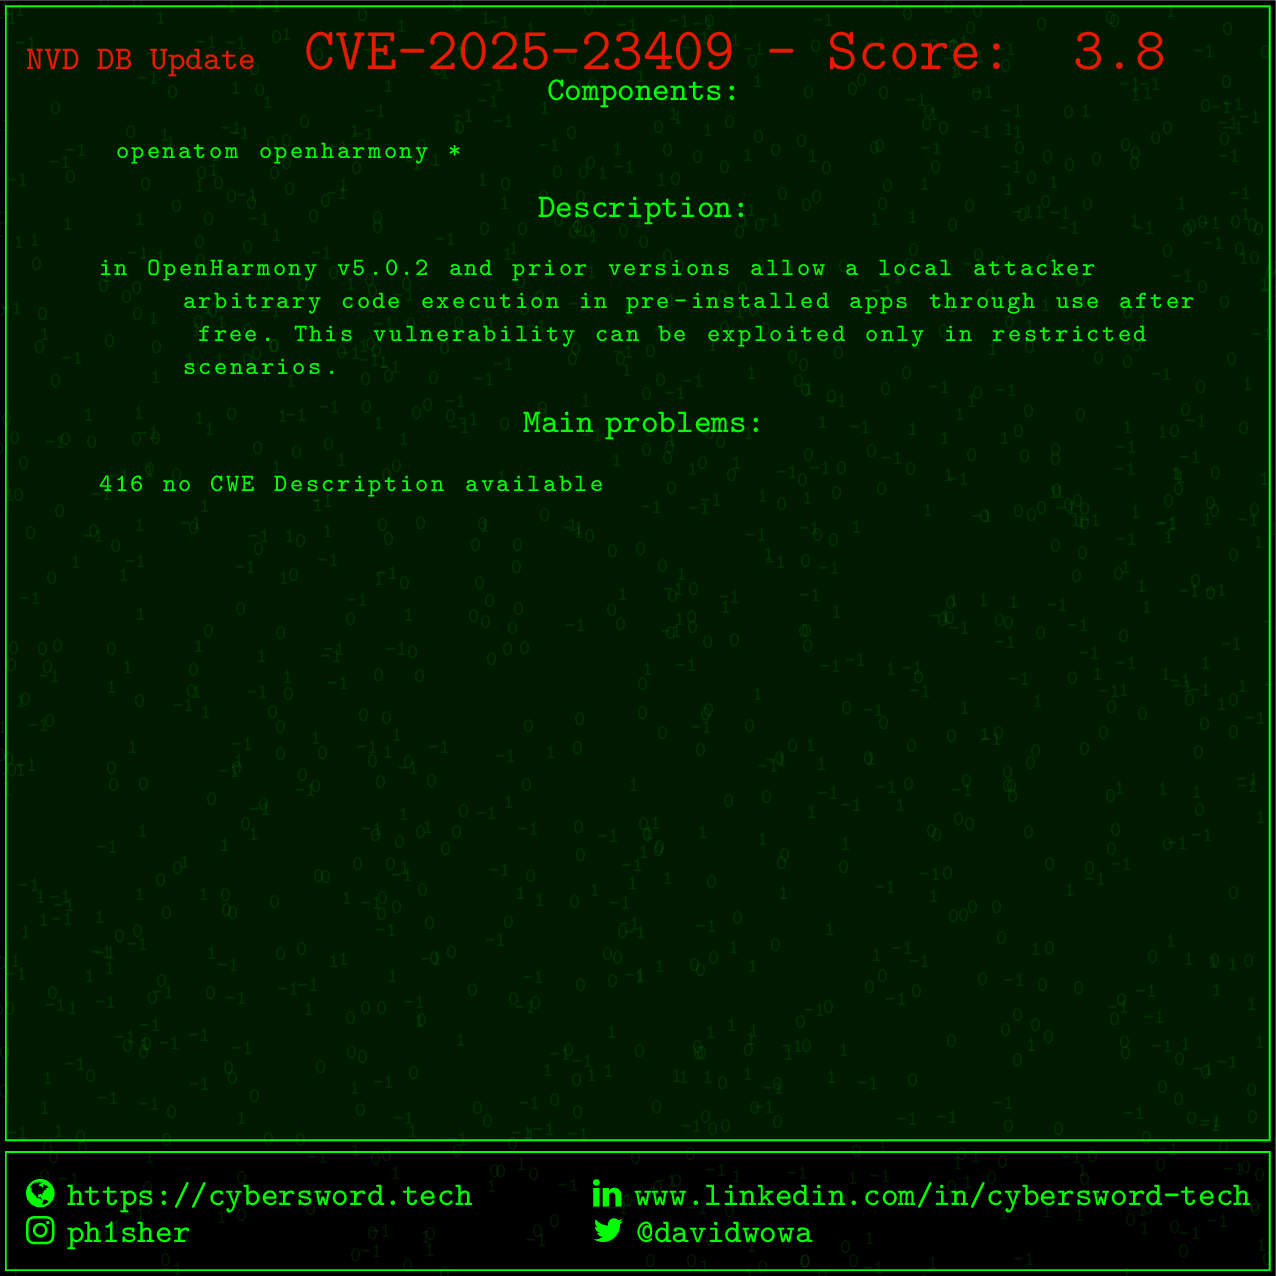 NVD DB Update CVE-2025-23409 - Score: 3.8
Components:
openatom openharmony *
Description:
in OpenHarmony v5.0.2 and prior versions allow a local attacker
arbitrary code execution in pre-installed apps through use after
free. This vulnerability can be exploited only in restricted
scenarios.
Main problems:
416 no CWE Description available
https://cybersword.tech www.linkedin.com/in/cybersword-tech
ph1sher @davidwowa